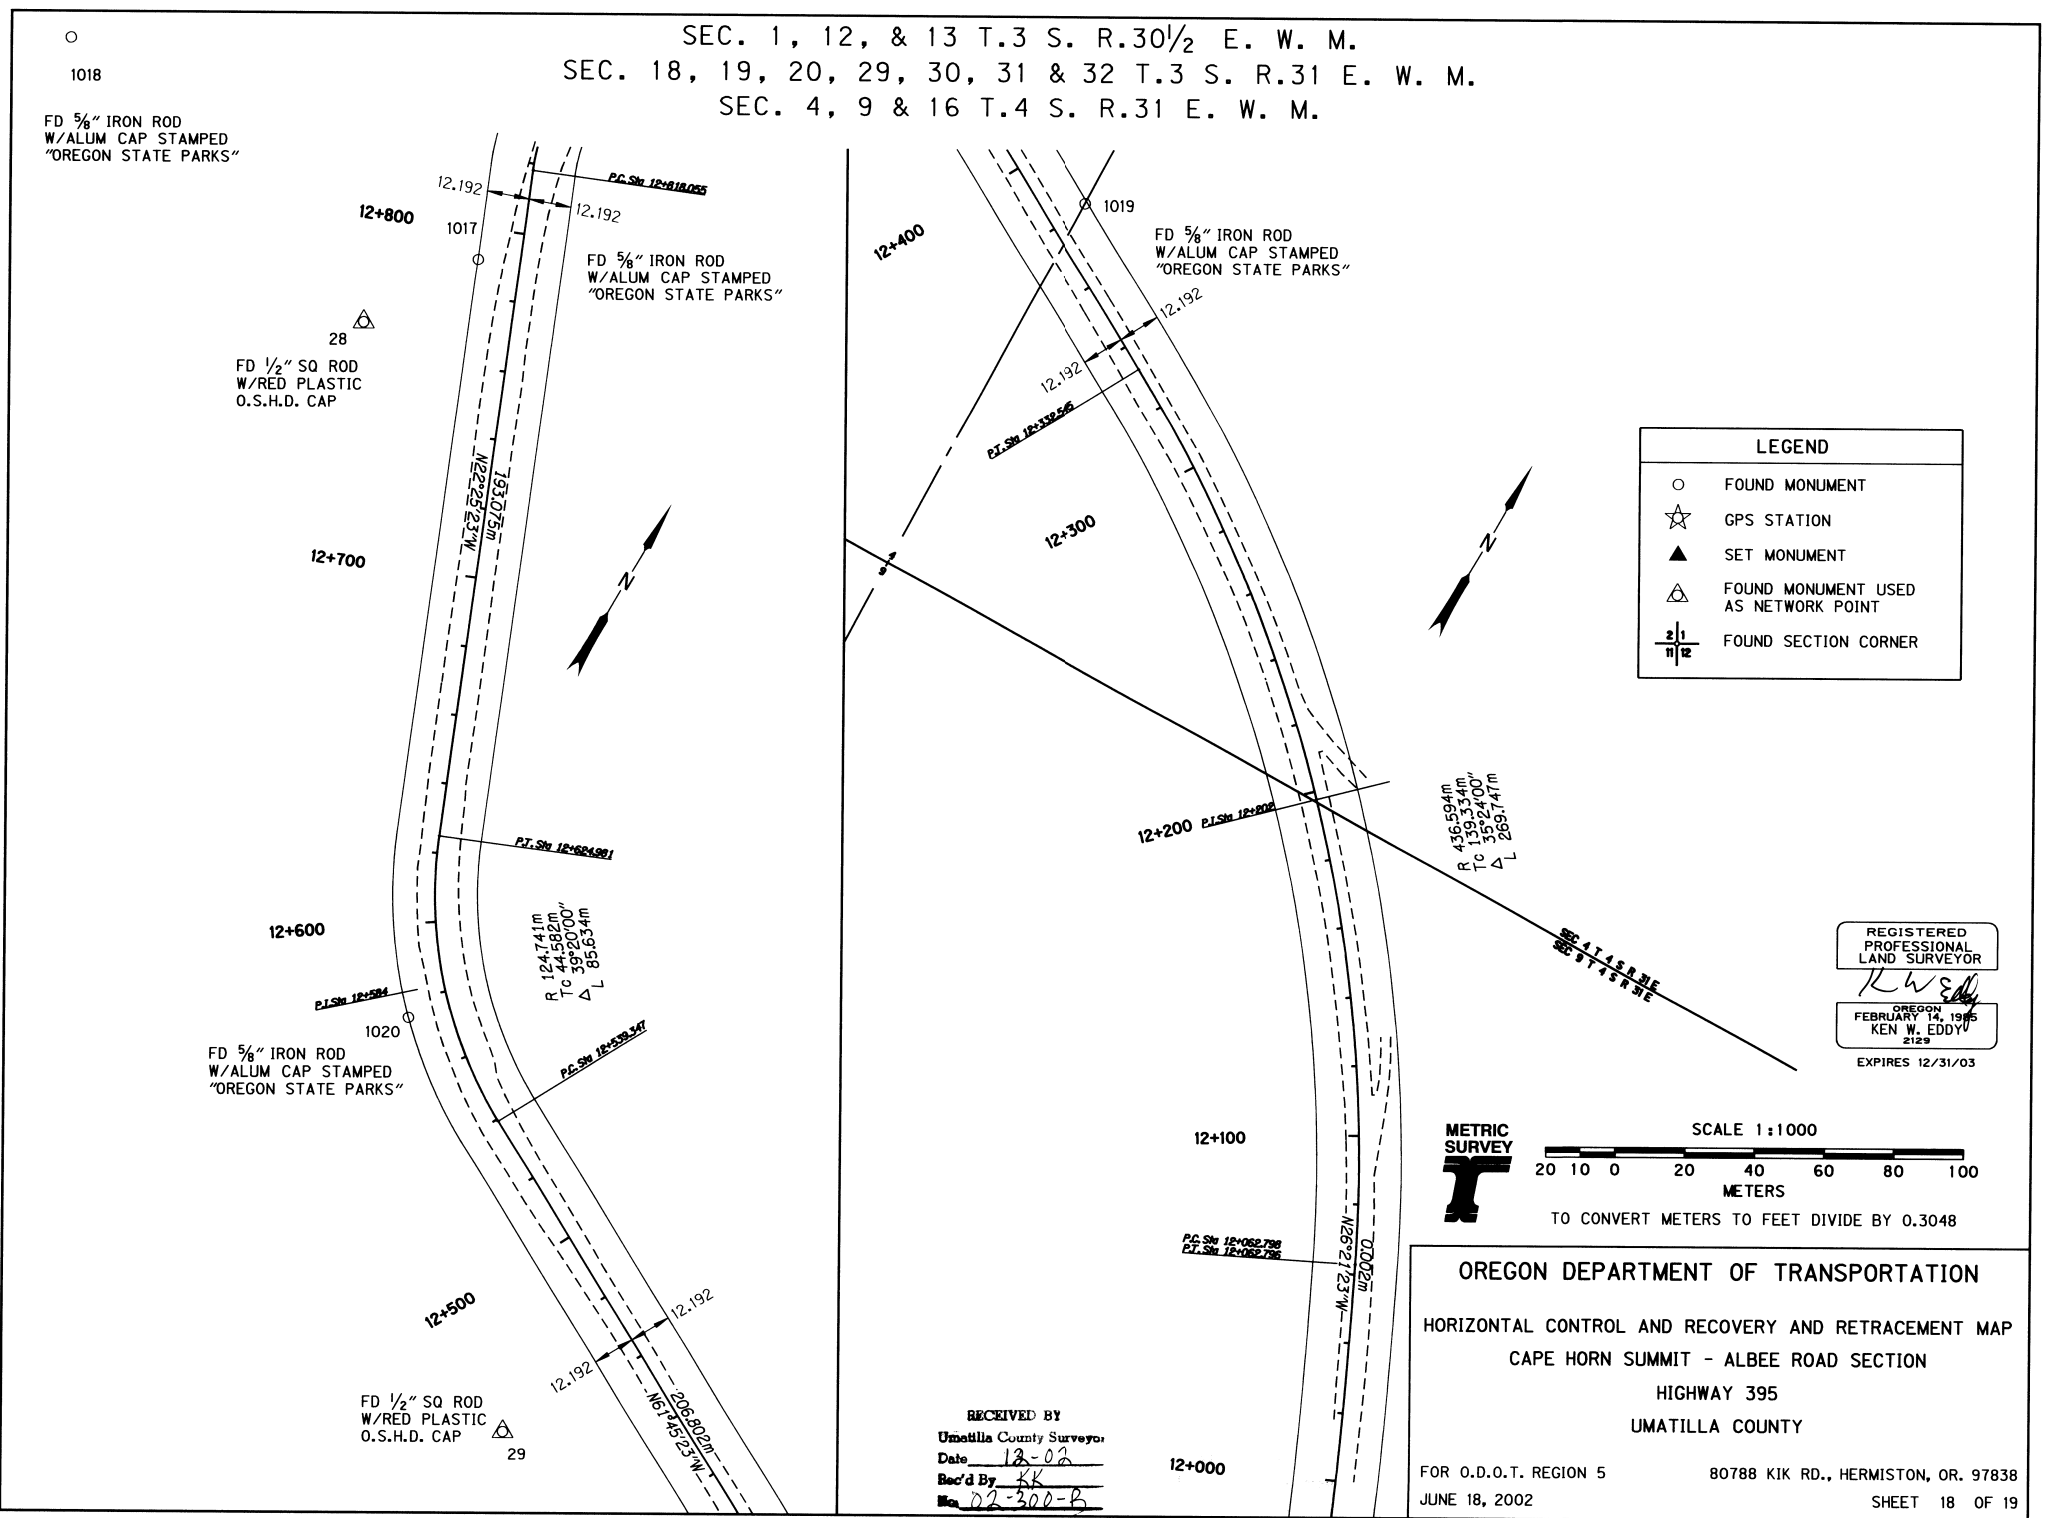 SEC. 1, 12, & 13 T.3 S. R.30½ E. W. M.
SEC. 18, 19, 20, 29, 30, 31 & 32 T.3 S. R.31 E. W. M.
SEC. 4, 9 & 16 T.4 S. R.31 E. W. M.
1018
FD ⅝" IRON ROD
W/ALUM CAP STAMPED
"OREGON STATE PARKS"
12.192
P.C. Sta 12+818.055
12+800
1017
12.192
FD ⅝" IRON ROD
W/ALUM CAP STAMPED
"OREGON STATE PARKS"
28
FD ½" SQ ROD
W/RED PLASTIC
O.S.H.D. CAP
193.075m
N22°25'23"W
12+700
N
P.T. Sta 12+624.981
12+600
R 124.741m
Tc 44.582m
Δ 39°20'00"
L 85.634m
P.I. Sta 12+584
1020
FD ⅝" IRON ROD
W/ALUM CAP STAMPED
"OREGON STATE PARKS"
P.C. Sta 12+539.347
12+500
12.192
12.192
206.802m
N61°45'23"W
FD ½" SQ ROD
W/RED PLASTIC
O.S.H.D. CAP
29
1019
12+400
FD ⅝" IRON ROD
W/ALUM CAP STAMPED
"OREGON STATE PARKS"
12.192
12.192
P.T. Sta 12+332.545
12+300
4
9
N
12+200
P.I. Sta 12+202
R 436.594m
Tc 139.334m
Δ 35°24'00"
L 269.747m
SEC 4 T 4 S R 31 E
SEC 9 T 4 S R 31 E
12+100
P.C. Sta 12+062.798
P.T. Sta 12+062.796
0.002m
N26°21'23"W
12+000
LEGEND
FOUND MONUMENT
GPS STATION
SET MONUMENT
FOUND MONUMENT USED
AS NETWORK POINT
2 1
11 12
FOUND SECTION CORNER
REGISTERED
PROFESSIONAL
LAND SURVEYOR
K W Eddy
OREGON
FEBRUARY 14, 1985
KEN W. EDDY
2129
EXPIRES 12/31/03
METRIC
SURVEY
SCALE 1:1000
20 10 0 20 40 60 80 100
METERS
TO CONVERT METERS TO FEET DIVIDE BY 0.3048
RECEIVED BY
Umatilla County Surveyor
Date 12-02
Rec'd By KK
No. 02-300-B
OREGON DEPARTMENT OF TRANSPORTATION
HORIZONTAL CONTROL AND RECOVERY AND RETRACEMENT MAP
CAPE HORN SUMMIT - ALBEE ROAD SECTION
HIGHWAY 395
UMATILLA COUNTY
FOR O.D.O.T. REGION 5
80788 KIK RD., HERMISTON, OR. 97838
JUNE 18, 2002
SHEET 18 OF 19